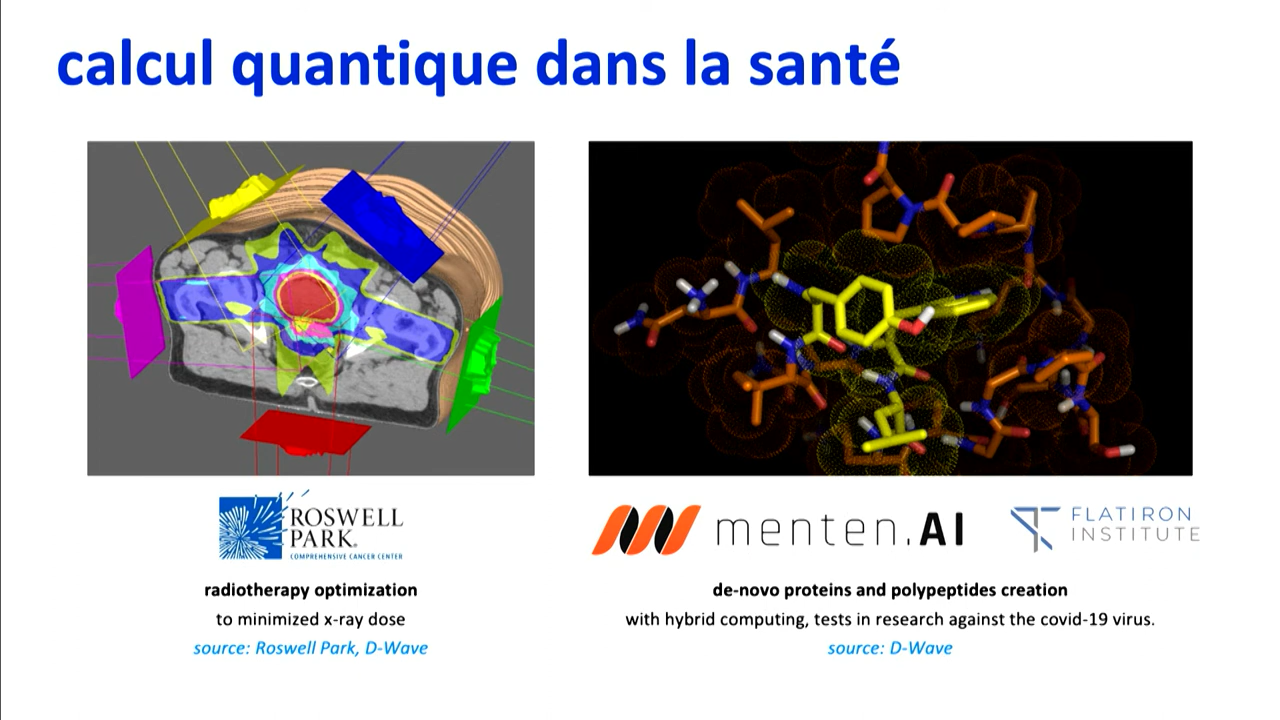 calcul quantique dans la santé
ROSWELL
PARK.
COMPREHENSIVE CANCER CENTER
radiotherapy optimization
to minimized x-ray dose
source: Roswell Park, D-Wave
menten.AI
FLATIRON
INSTITUTE
de-novo proteins and polypeptides creation
with hybrid computing, tests in research against the covid-19 virus.
source: D-Wave